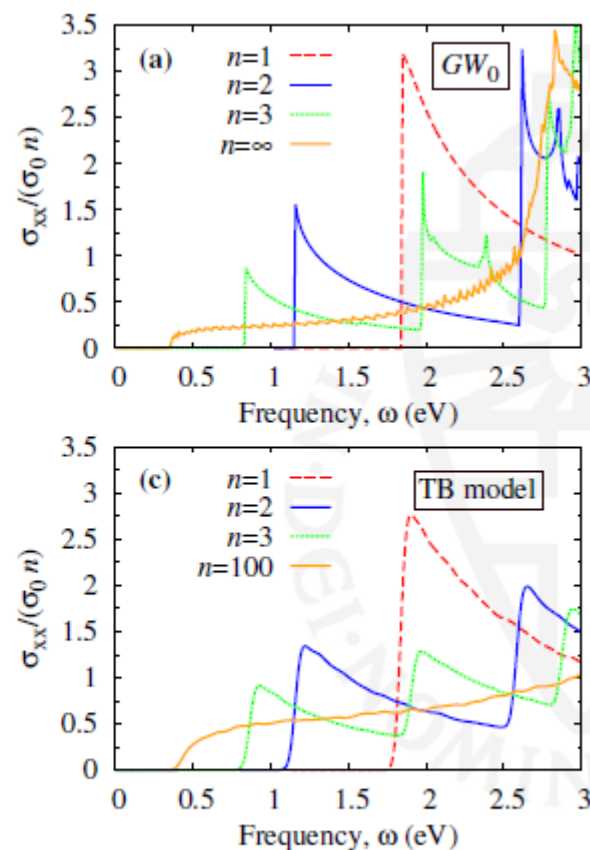 (a)
GW₀
n=1
n=2
n=3
n=∞
σxx/(σ0 n)
3.5
3
2.5
2
1.5
1
0.5
0
0 0.5 1 1.5 2 2.5 3
Frequency, ω (eV)
(c)
TB model
n=1
n=2
n=3
n=100
σxx/(σ0 n)
3.5
3
2.5
2
1.5
1
0.5
0
0 0.5 1 1.5 2 2.5 3
Frequency, ω (eV)
IN·DEI·NOMIN